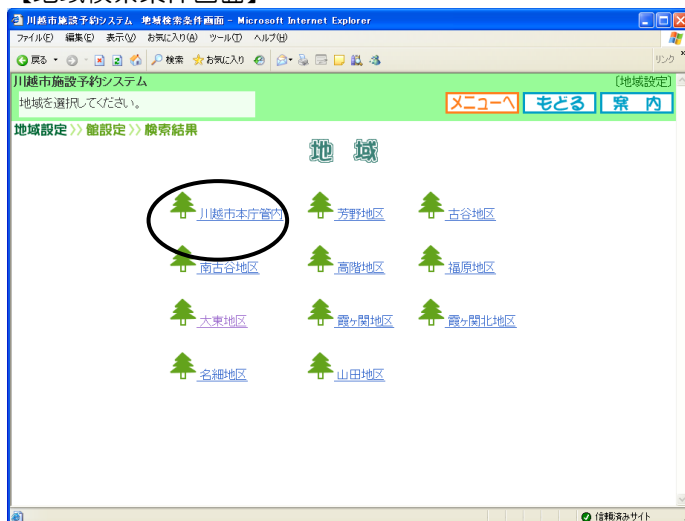 【地域検索条件画面】
川越市施設予約システム 地域検索条件画面 - Microsoft Internet Explorer
ファイル(F) 編集(E) 表示(V) お気に入り(A) ツール(T) ヘルプ(H)
戻る 検索 お気に入り リンク »
川越市施設予約システム [地域設定]
地域を選択してください。 メニューへ もどる 案 内
地域設定 >> 館設定 >> 検索結果
地 域
川越市本庁管内 芳野地区 古谷地区
南古谷地区 高階地区 福原地区
大東地区 霞ヶ関地区 霞ヶ関北地区
名細地区 山田地区
信頼済みサイト